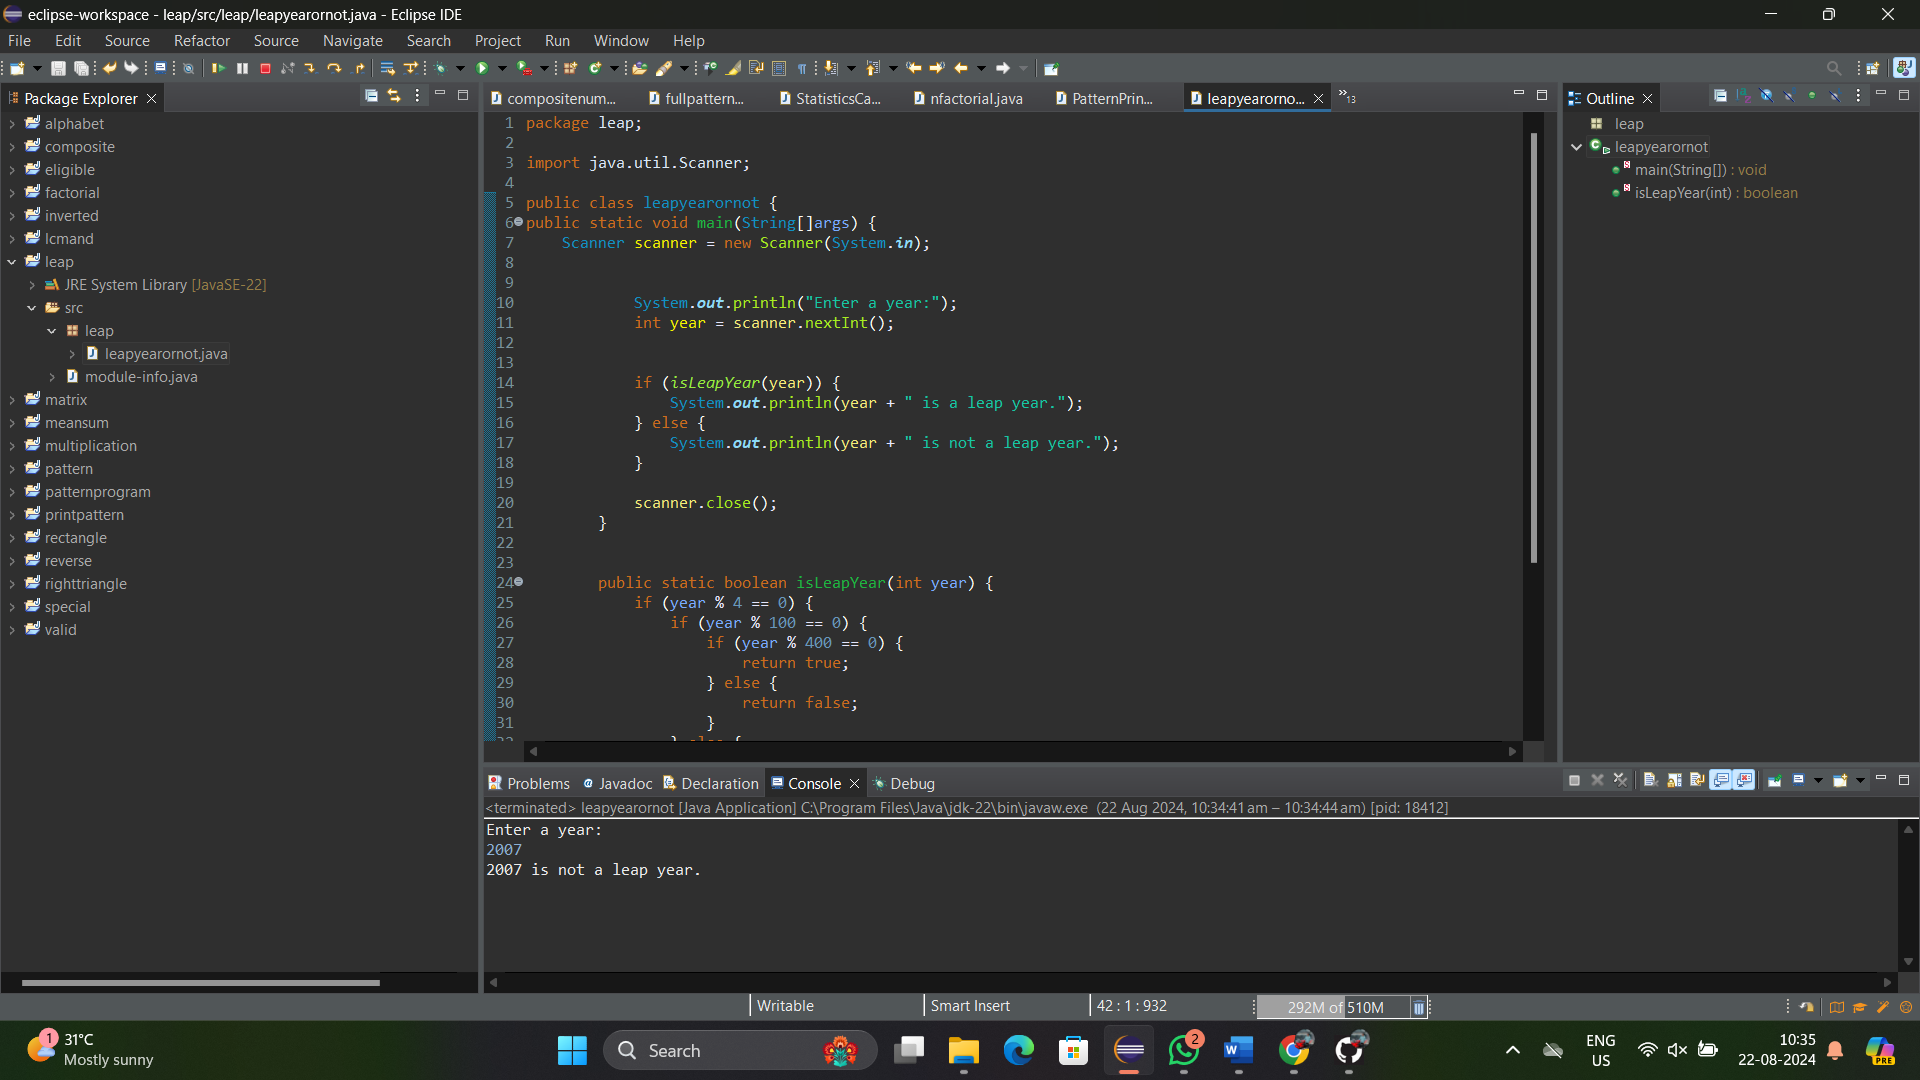 eclipse-workspace - leap/src/leap/leapyearornot.java - Eclipse IDE
File Edit Source Refactor Source Navigate Search Project Run Window Help
Package Explorer
alphabet
composite
eligible
factorial
inverted
lcmand
leap
JRE System Library [JavaSE-22]
src
leap
leapyearornot.java
module-info.java
matrix
meansum
multiplication
pattern
patternprogram
printpattern
rectangle
reverse
righttriangle
special
valid
compositenum... fullpattern... StatisticsCa... nfactorial.java PatternPrin... leapyearorno... »13
1 package leap;
2
3 import java.util.Scanner;
4
5 public class leapyearornot {
6 public static void main(String[]args) {
7 Scanner scanner = new Scanner(System.in);
8
9
10 System.out.println("Enter a year:");
11 int year = scanner.nextInt();
12
13
14 if (isLeapYear(year)) {
15 System.out.println(year + " is a leap year.");
16 } else {
17 System.out.println(year + " is not a leap year.");
18 }
19
20 scanner.close();
21 }
22
23
24 public static boolean isLeapYear(int year) {
25 if (year % 4 == 0) {
26 if (year % 100 == 0) {
27 if (year % 400 == 0) {
28 return true;
29 } else {
30 return false;
31 }
32 } else {
Outline
leap
leapyearornot
main(String[]) : void
isLeapYear(int) : boolean
Problems Javadoc Declaration Console Debug
<terminated> leapyearornot [Java Application] C:\Program Files\Java\jdk-22\bin\javaw.exe (22 Aug 2024, 10:34:41 am – 10:34:44 am) [pid: 18412]
Enter a year:
2007
2007 is not a leap year.
Writable Smart Insert 42 : 1 : 932 292M of 510M
1
31°C
Mostly sunny
Search
2
ENG
US
10:35
22-08-2024
PRE